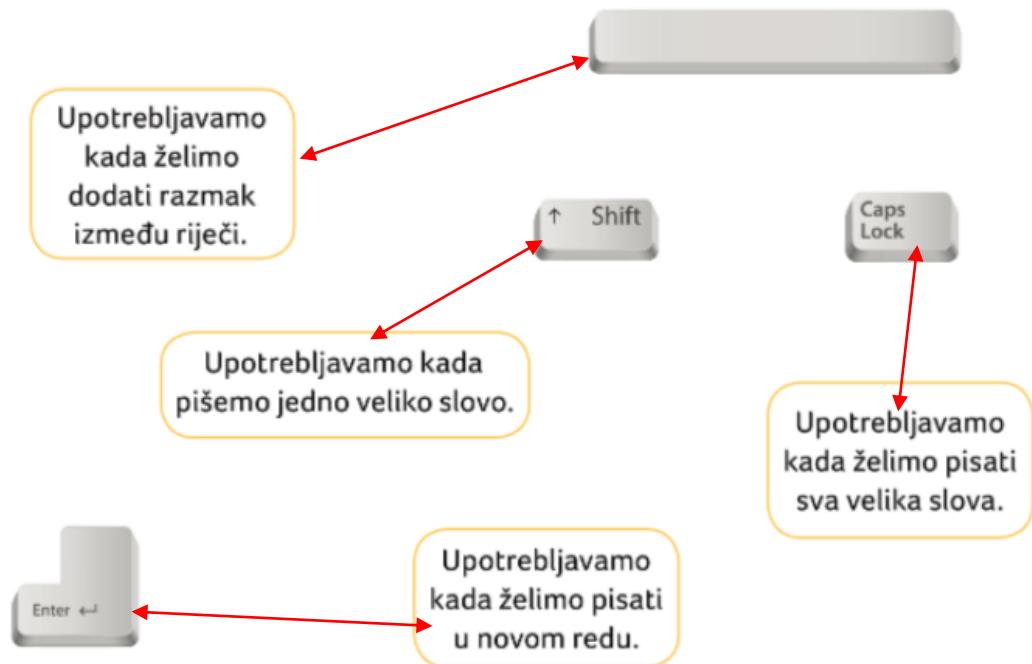 Upotrebljavamo
kada želimo
dodati razmak
između riječi.
↑ Shift
Caps
Lock
Upotrebljavamo kada
pišemo jedno veliko slovo.
Upotrebljavamo
kada želimo pisati
sva velika slova.
Enter ↵
Upotrebljavamo
kada želimo pisati
u novom redu.